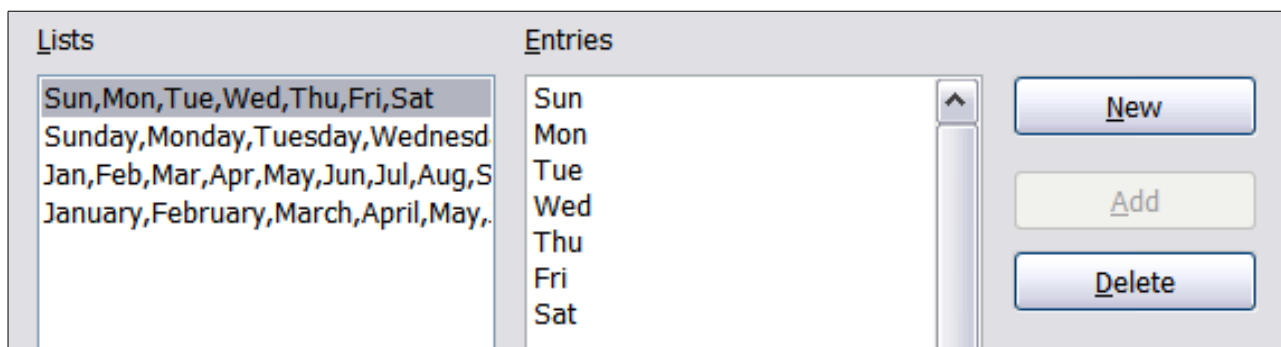 Lists
Sun,Mon,Tue,Wed,Thu,Fri,Sat
Sunday,Monday,Tuesday,Wednesd
Jan,Feb,Mar,Apr,May,Jun,Jul,Aug,S
January,February,March,April,May,.
Entries
Sun
Mon
Tue
Wed
Thu
Fri
Sat
New
Add
Delete